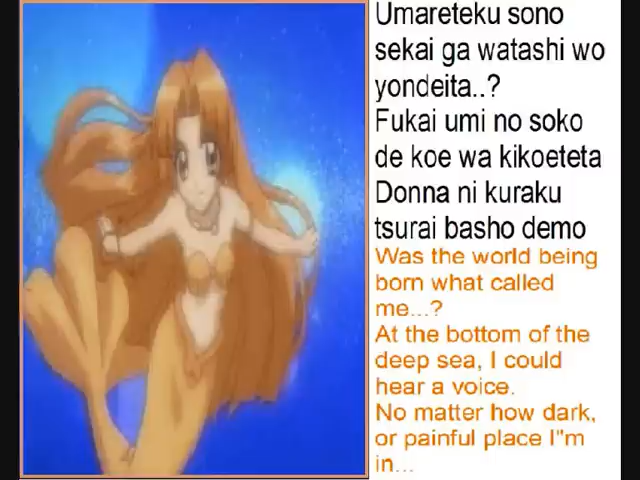 Umareteku sono
sekai ga watashi wo
yondeita..?
Fukai umi no soko
de koe wa kikoeteta
Donna ni kuraku
tsurai basho demo
Was the world being
born what called
me...?
At the bottom of the
deep sea, I could
hear a voice.
No matter how dark,
or painful place I"m
in...